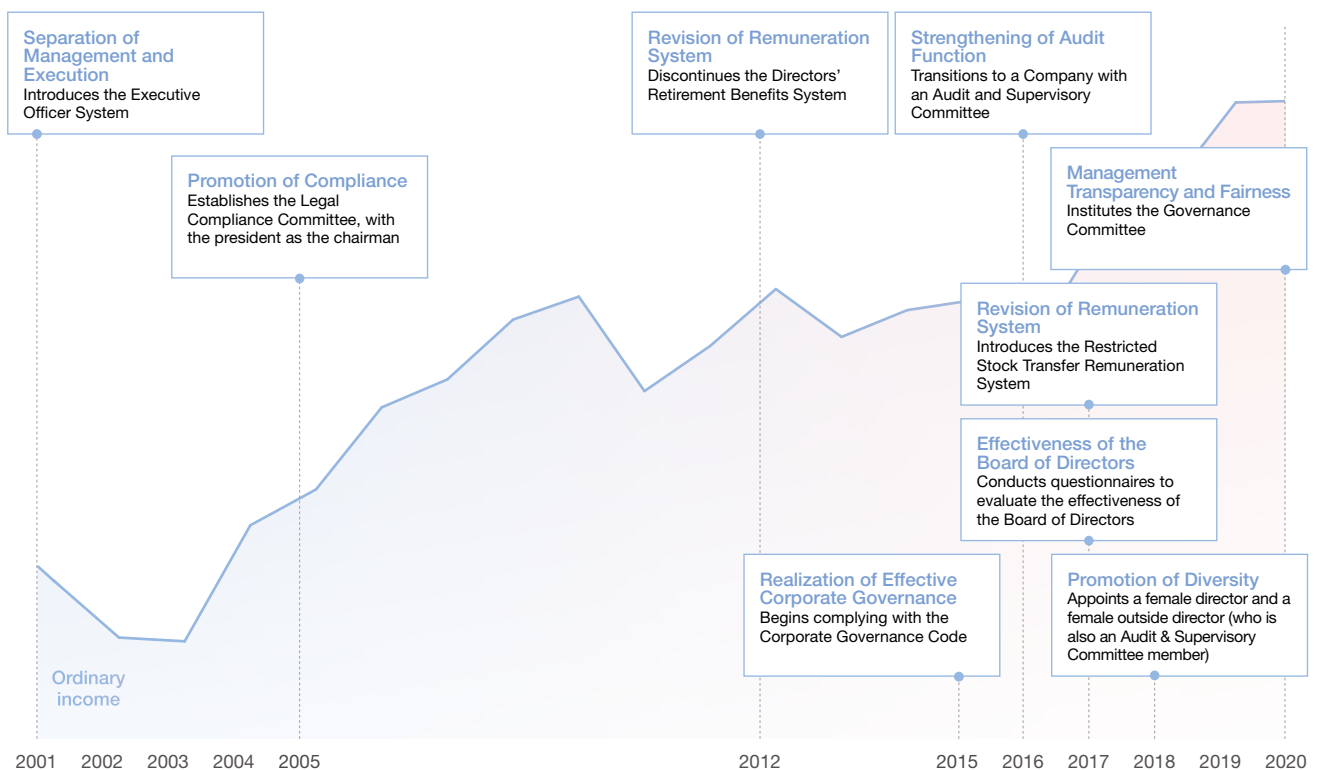 Separation of
Management and
Execution
Introduces the Executive
Officer System
Promotion of Compliance
Establishes the Legal
Compliance Committee, with
the president as the chairman
Revision of Remuneration
System
Discontinues the Directors’
Retirement Benefits System
Strengthening of Audit
Function
Transitions to a Company with
an Audit and Supervisory
Committee
Management
Transparency and Fairness
Institutes the Governance
Committee
Revision of Remuneration
System
Introduces the Restricted
Stock Transfer Remuneration
System
Effectiveness of the
Board of Directors
Conducts questionnaires to
evaluate the effectiveness of
the Board of Directors
Realization of Effective
Corporate Governance
Begins complying with the
Corporate Governance Code
Promotion of Diversity
Appoints a female director and a
female outside director (who is
also an Audit & Supervisory
Committee member)
Ordinary
income
2001 2002 2003 2004 2005 2012 2015 2016 2017 2018 2019 2020